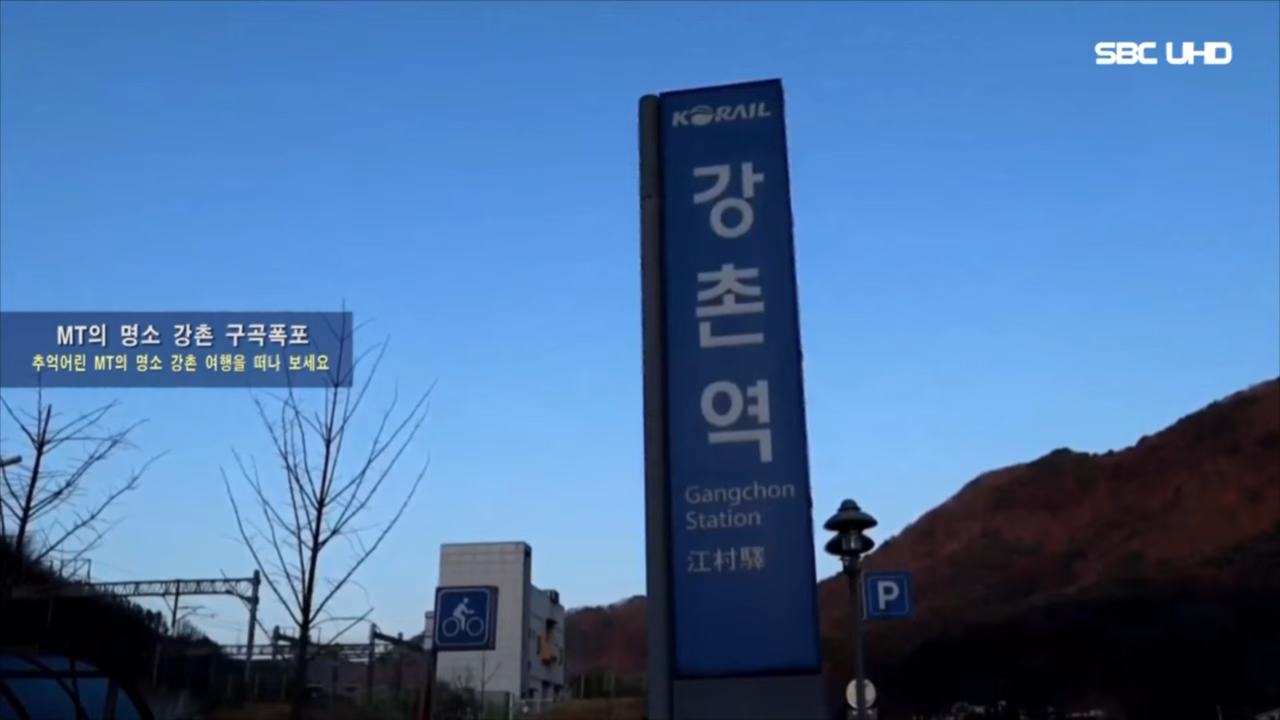 SBC UHD
KORAIL
강촌역
Gangchon
Station
江村驛
P
MT의 명소 강촌 구곡폭포
추억어린 MT의 명소 강촌 여행을 떠나 보세요